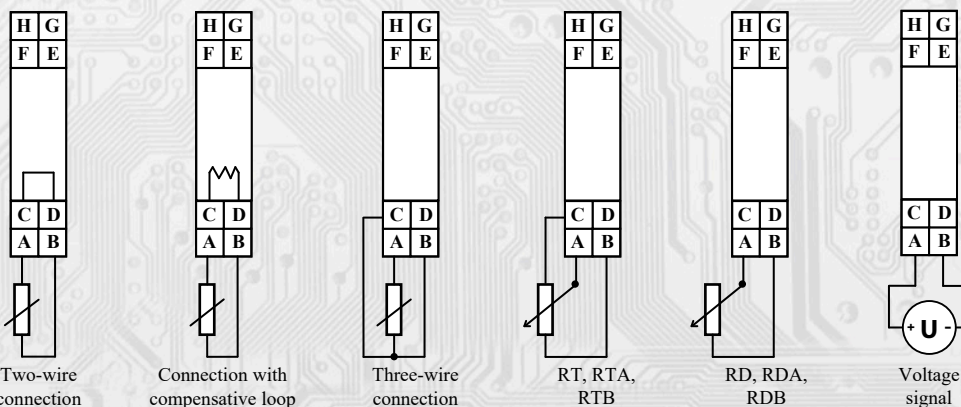 H G H G H G H G H G H G
F E F E F E F E F E F E
C D C D C D C D C D C D
A B A B A B A B A B A B
+ U -
Two-wire connection
Connection with
compensative loop
Three-wire
connection
RT, RTA,
RTB
RD, RDA,
RDB
Voltage
signal